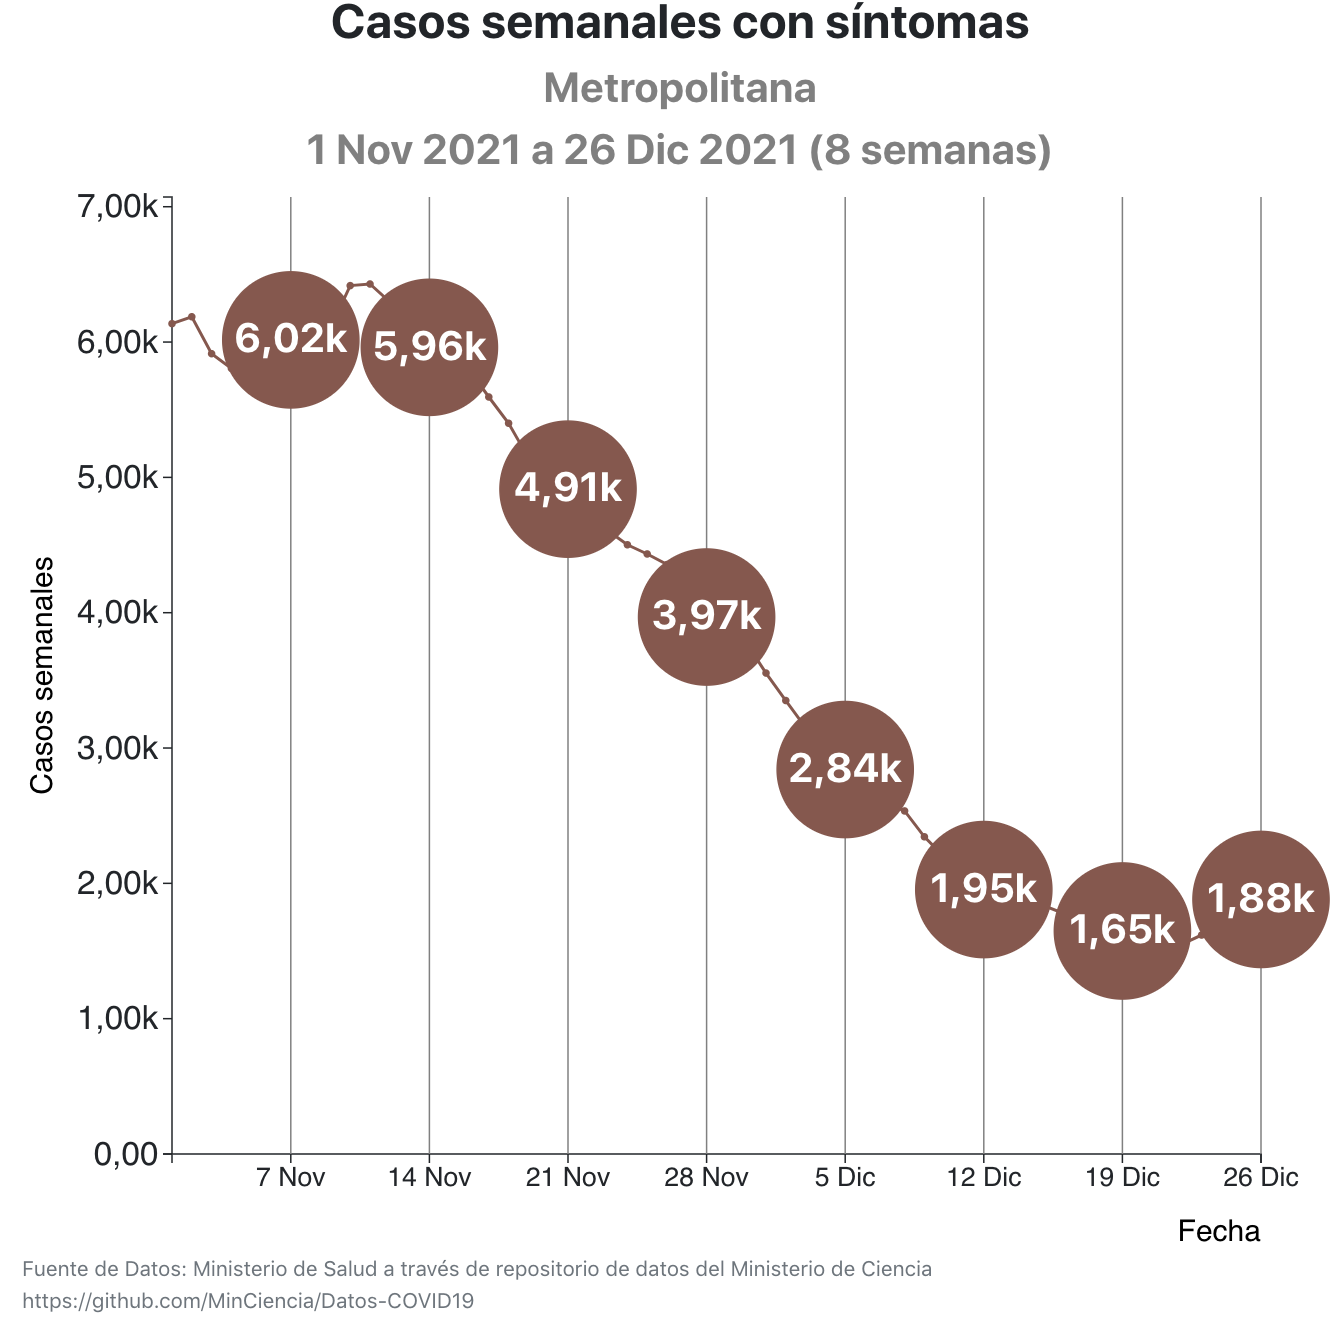 Casos semanales con síntomas
Metropolitana
1 Nov 2021 a 26 Dic 2021 (8 semanas)
7,00k
6,00k
5,00k
4,00k
3,00k
2,00k
1,00k
0,00
Casos semanales
6,02k
5,96k
4,91k
3,97k
2,84k
1,95k
1,65k
1,88k
7 Nov
14 Nov
21 Nov
28 Nov
5 Dic
12 Dic
19 Dic
26 Dic
Fecha
Fuente de Datos: Ministerio de Salud a través de repositorio de datos del Ministerio de Ciencia
https://github.com/MinCiencia/Datos-COVID19